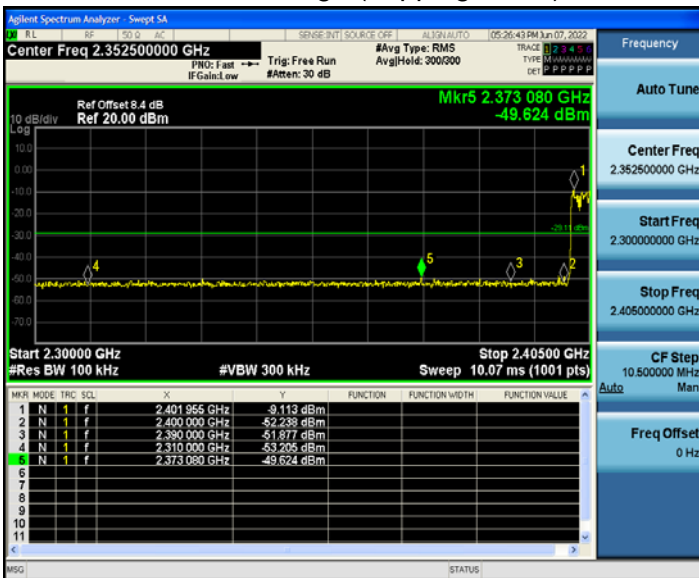 Agilent Spectrum Analyzer - Swept SA
RL RF 50 Ω AC SENSE:INT SOURCE OFF ALIGNAUTO 05:26:43 PM Jun 07, 2022
Center Freq 2.352500000 GHz #Avg Type: RMS TRACE 1 2 3 4 5 6
PNO: Fast Trig: Free Run Avg|Hold: 300/300 TYPE M
IFGain:Low #Atten: 30 dB DET P P P P P P
Ref Offset 8.4 dB Mkr5 2.373 080 GHz
10 dB/div Ref 20.00 dBm -49.624 dBm
Log
10.0
0.00
-10.0
-20.0
-30.0
-40.0
-50.0
-60.0
-70.0
-29.11 dBm
1
4
5
3
2
Start 2.30000 GHz Stop 2.40500 GHz
#Res BW 100 kHz #VBW 300 kHz Sweep 10.07 ms (1001 pts)
MKR MODE TRC SCL X Y FUNCTION FUNCTION WIDTH FUNCTION VALUE
1 N 1 f 2.401 955 GHz -9.113 dBm
2 N 1 f 2.400 000 GHz -52.238 dBm
3 N 1 f 2.390 000 GHz -51.877 dBm
4 N 1 f 2.310 000 GHz -53.205 dBm
5 N 1 f 2.373 080 GHz -49.624 dBm
6
7
8
9
10
11
MSG STATUS
Frequency
Auto Tune
Center Freq
2.352500000 GHz
Start Freq
2.300000000 GHz
Stop Freq
2.405000000 GHz
CF Step
10.500000 MHz
Auto Man
Freq Offset
0 Hz